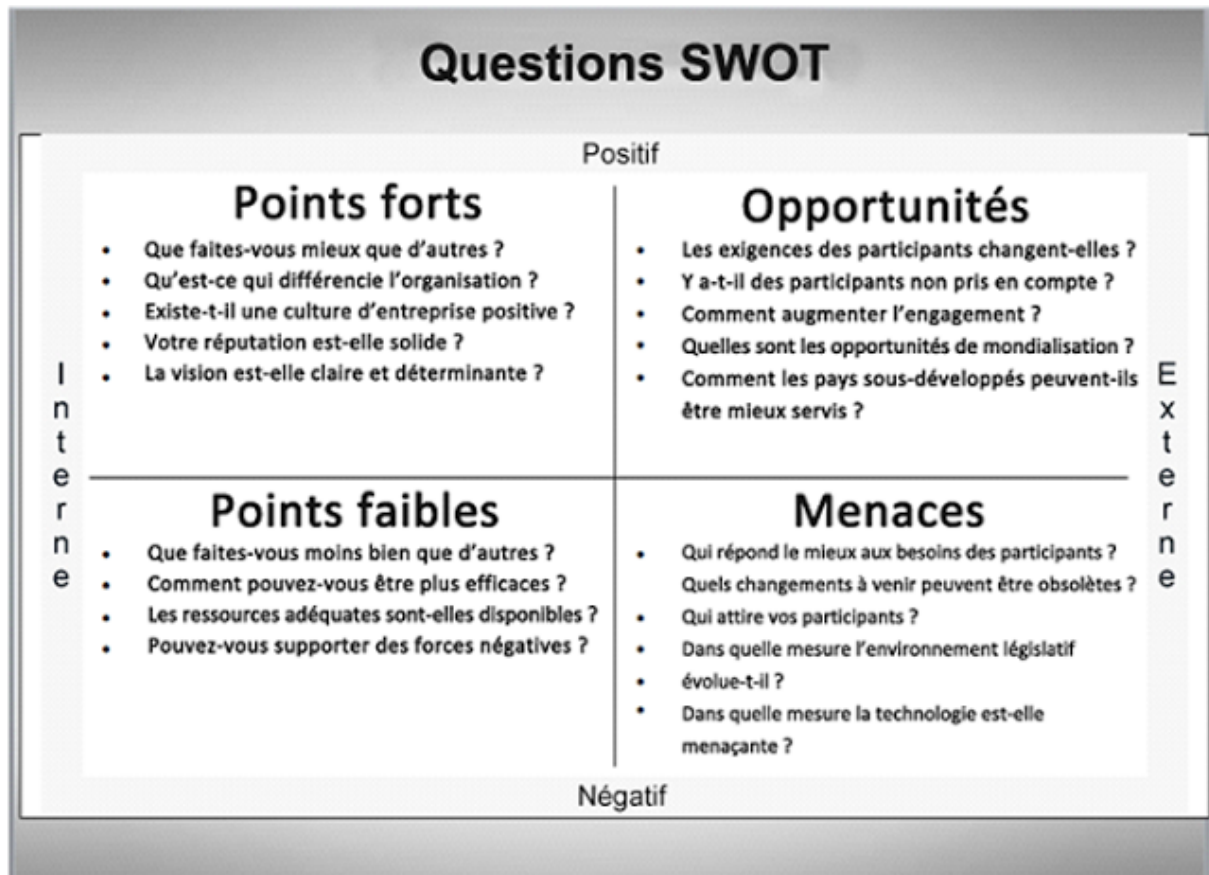 Questions SWOT
Positif
Points forts
• Que faites-vous mieux que d'autres ?
• Qu'est-ce qui différencie l'organisation ?
• Existe-t-il une culture d'entreprise positive ?
• Votre réputation est-elle solide ?
• La vision est-elle claire et déterminante ?
Opportunités
• Les exigences des participants changent-elles ?
• Y a-t-il des participants non pris en compte ?
• Comment augmenter l'engagement ?
• Quelles sont les opportunités de mondialisation ?
• Comment les pays sous-développés peuvent-ils
être mieux servis ?
Interne
Externe
Points faibles
• Que faites-vous moins bien que d'autres ?
• Comment pouvez-vous être plus efficaces ?
• Les ressources adéquates sont-elles disponibles ?
• Pouvez-vous supporter des forces négatives ?
Menaces
• Qui répond le mieux aux besoins des participants ?
Quels changements à venir peuvent être obsolètes ?
• Qui attire vos participants ?
• Dans quelle mesure l'environnement législatif
• évolue-t-il ?
• Dans quelle mesure la technologie est-elle
menaçante ?
Négatif